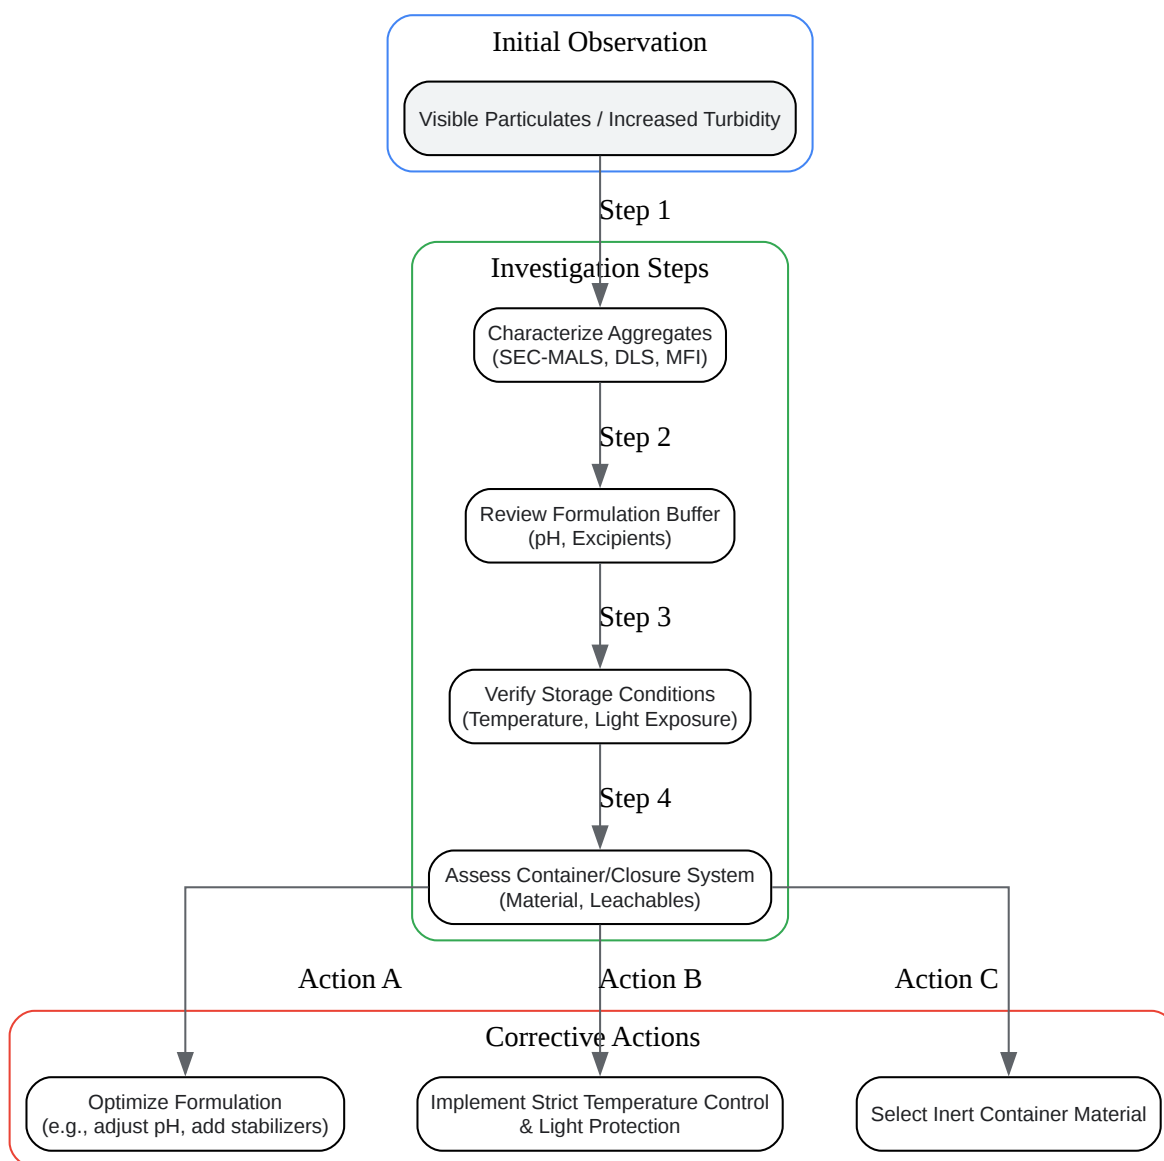 Initial Observation
Visible Particulates / Increased Turbidity
Step 1
Investigation Steps
Characterize Aggregates
(SEC-MALS, DLS, MFI)
Step 2
Review Formulation Buffer
(pH, Excipients)
Step 3
Verify Storage Conditions
(Temperature, Light Exposure)
Step 4
Assess Container/Closure System
(Material, Leachables)
Action A
Action B
Action C
Corrective Actions
Optimize Formulation
(e.g., adjust pH, add stabilizers)
Implement Strict Temperature Control
& Light Protection
Select Inert Container Material